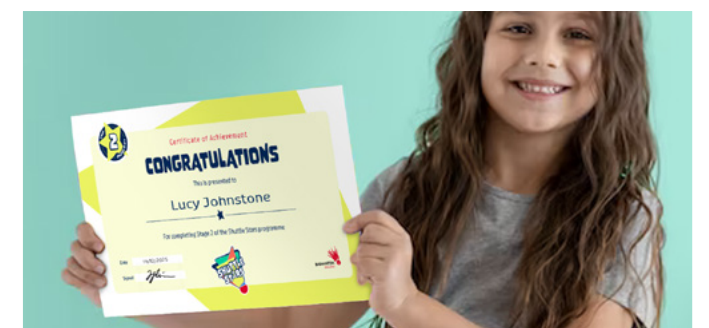 2
Certificate of Achievement
CONGRATULATIONS
This is presented to
Lucy Johnstone
For completing Stage 2 of the Shuttle Stars programme
Date
Signed